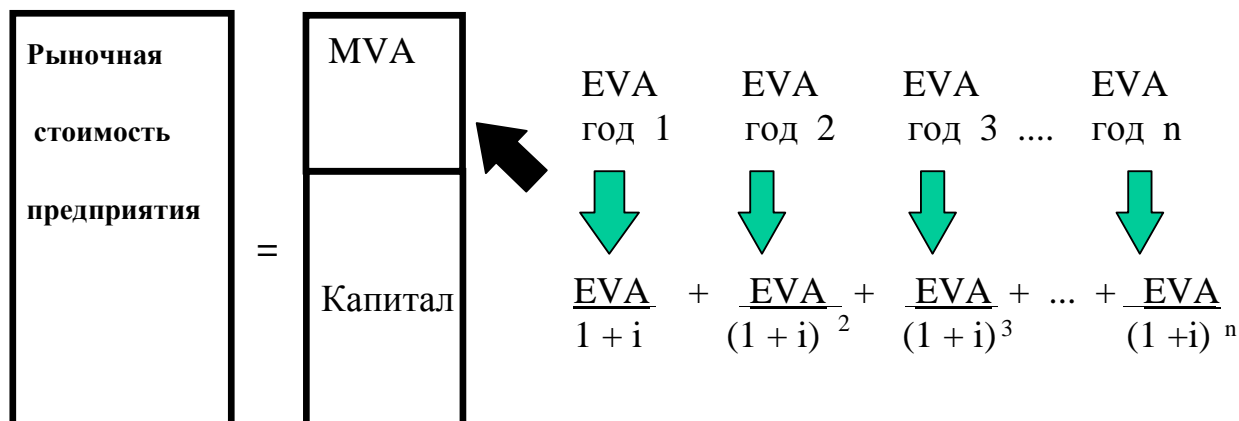 Рыночная
стоимость
предприятия
=
MVA
Капитал
EVA EVA EVA EVA
год 1 год 2 год 3 .... год n
EVA + EVA + EVA + ... + EVA
1 + i (1 + i) ² (1 + i) ³ (1 +i) ⁿ